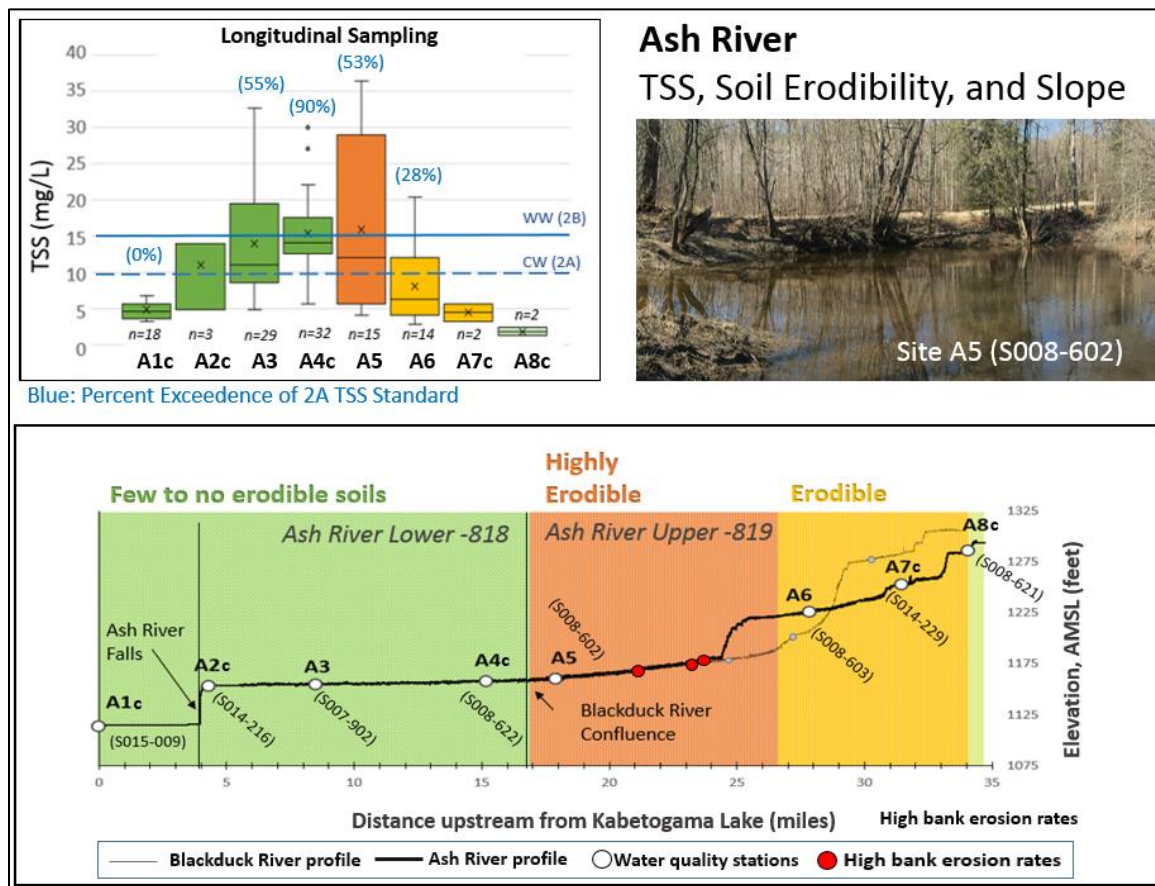 Longitudinal Sampling
40
35
30
25
20
15
10
5
0
TSS (mg/L)
(0%)
(55%)
(90%)
(53%)
(28%)
WW (2B)
CW (2A)
n=18
n=3
n=29
n=32
n=15
n=14
n=2
n=2
A1c A2c A3 A4c A5 A6 A7c A8c
Blue: Percent Exceedence of 2A TSS Standard
Ash River
TSS, Soil Erodibility, and Slope
Site A5 (S008-602)
Few to no erodible soils
Highly
Erodible
Erodible
Ash River Lower -818
Ash River Upper -819
Ash River
Falls
A1c
(S015-009)
A2c
(S014-216)
A3
(S007-902)
A4c
(S008-622)
A5
(S008-602)
Blackduck River
Confluence
A6
(S008-603)
A7c
(S014-229)
A8c
(S008-621)
1325
1275
1225
1175
1125
1075
Elevation, AMSL (feet)
0 5 10 15 20 25 30 35
Distance upstream from Kabetogama Lake (miles)
High bank erosion rates
Blackduck River profile Ash River profile Water quality stations High bank erosion rates